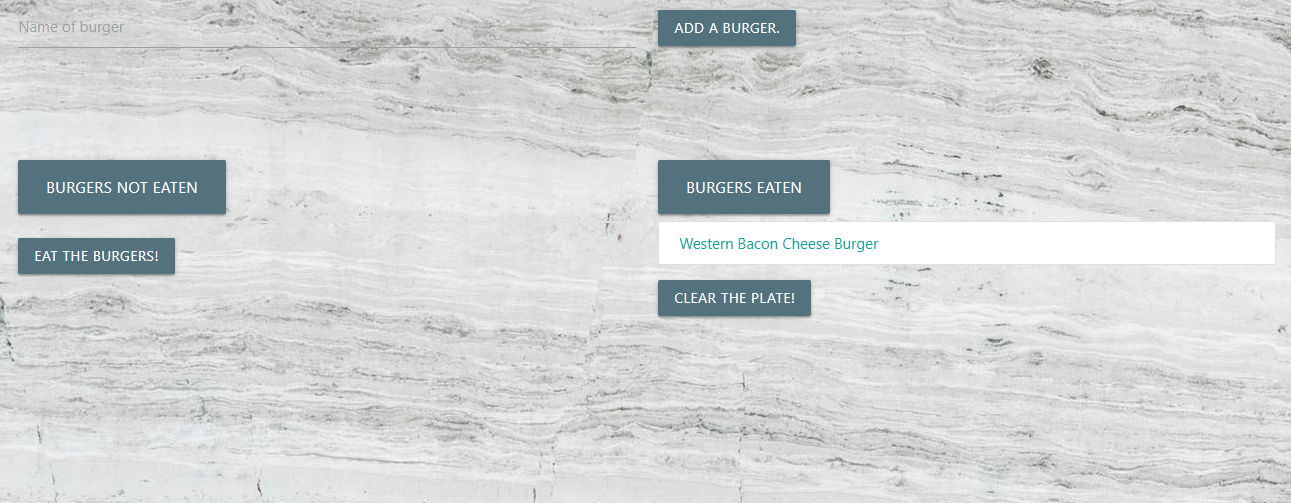 Name of burger
ADD A BURGER.
BURGERS NOT EATEN
EAT THE BURGERS!
BURGERS EATEN
Western Bacon Cheese Burger
CLEAR THE PLATE!